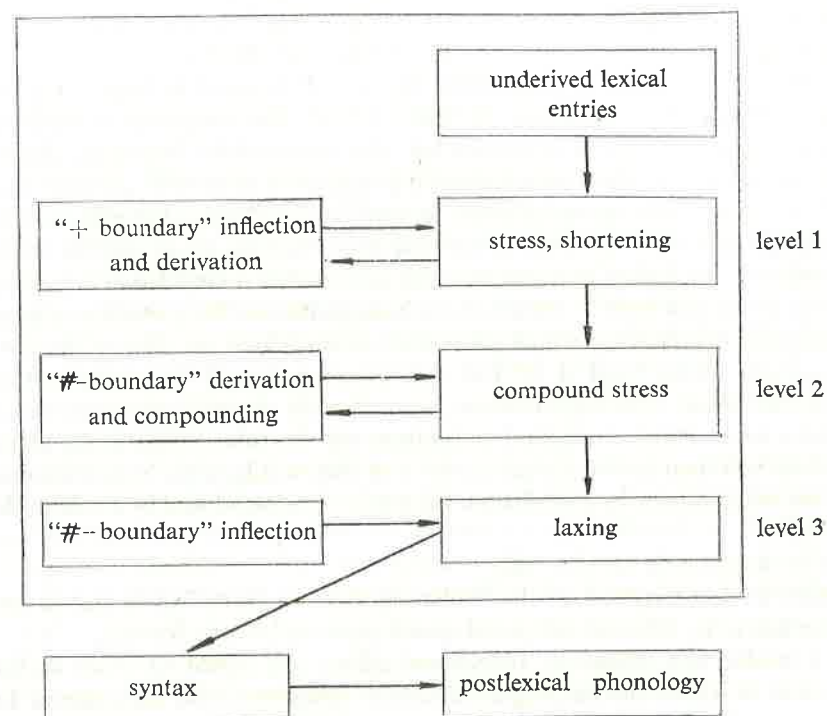 underived lexical
entries
"+ boundary" inflection
and derivation
stress, shortening
level 1
"#-boundary" derivation
and compounding
compound stress
level 2
"#-boundary" inflection
laxing
level 3
syntax
postlexical phonology